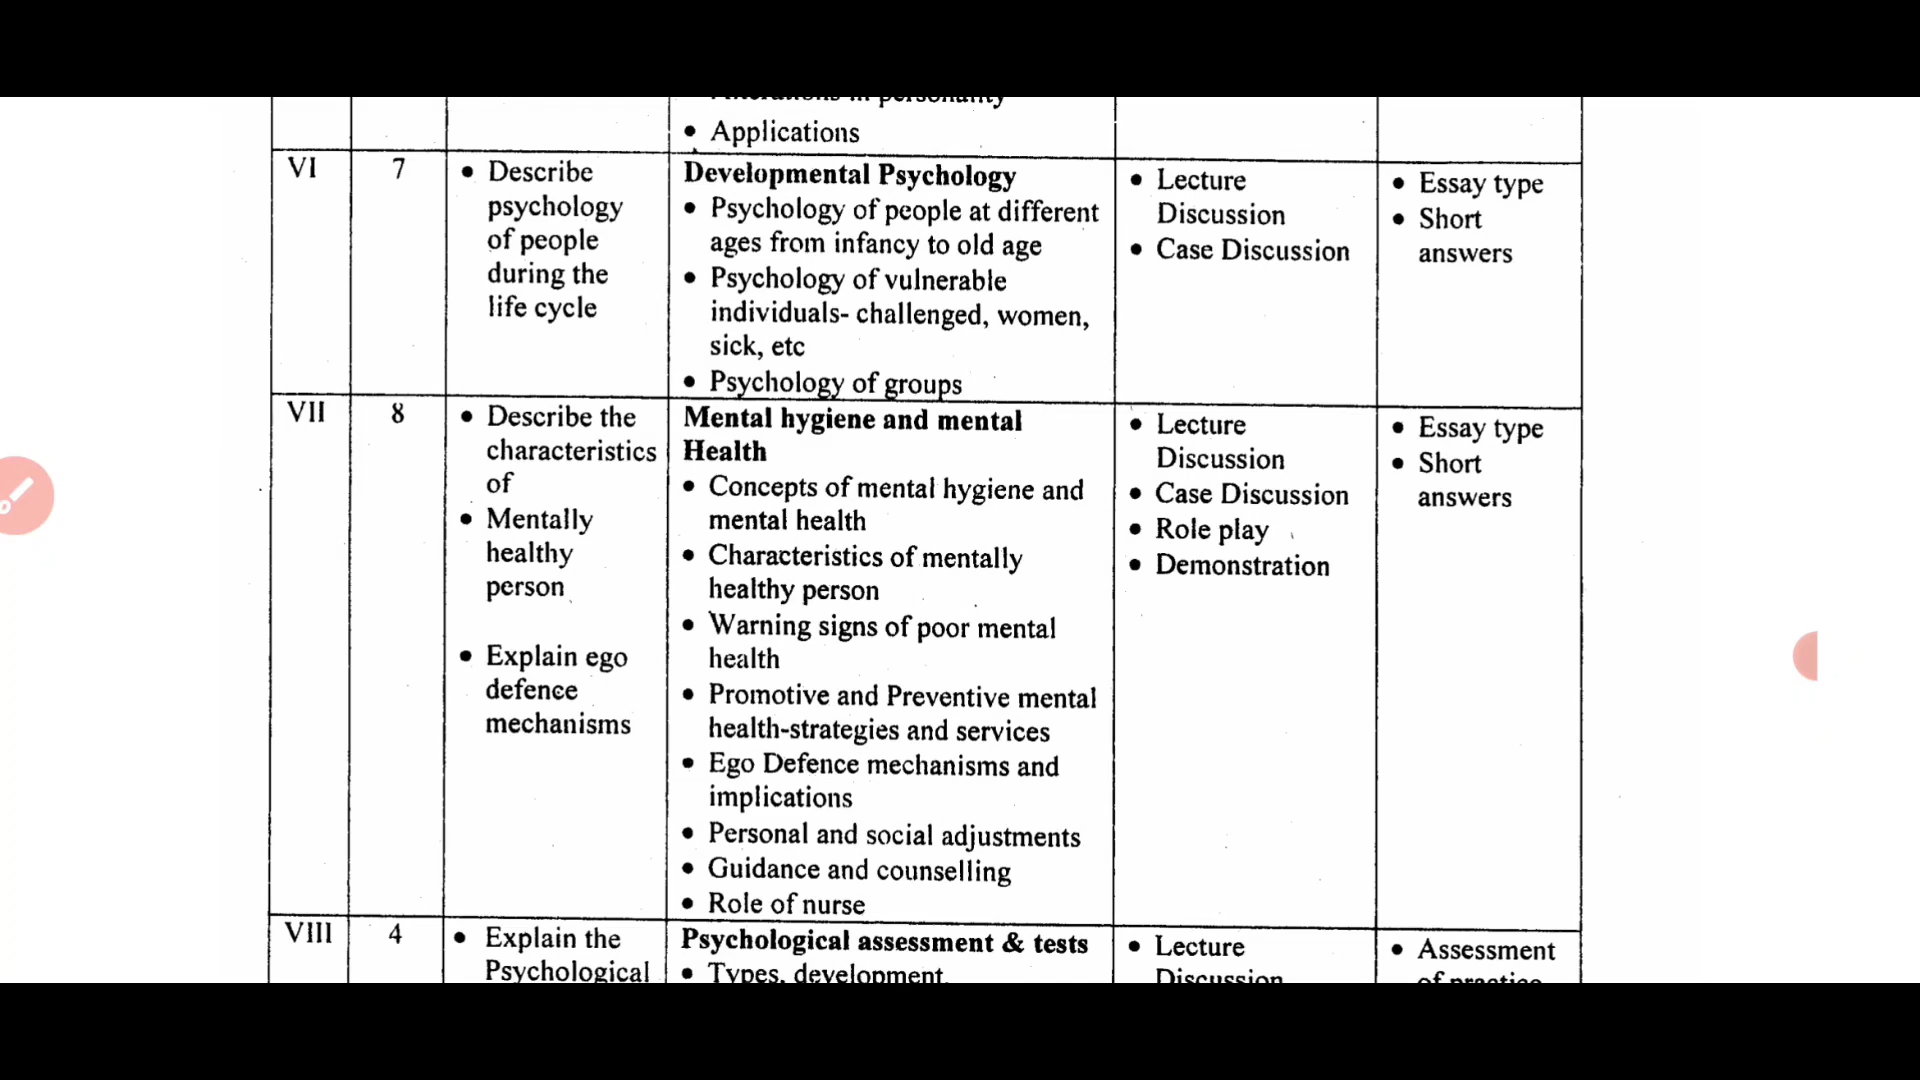 Alterations in personality
• Applications
VI
7
• Describe
psychology
of people
during the
life cycle
Developmental Psychology
• Psychology of people at different
ages from infancy to old age
• Psychology of vulnerable
individuals- challenged, women,
sick, etc
• Psychology of groups
• Lecture
Discussion
• Case Discussion
• Essay type
• Short
answers
VII
8
• Describe the
characteristics
of
• Mentally
healthy
person
• Explain ego
defence
mechanisms
Mental hygiene and mental
Health
• Concepts of mental hygiene and
mental health
• Characteristics of mentally
healthy person
• Warning signs of poor mental
health
• Promotive and Preventive mental
health-strategies and services
• Ego Defence mechanisms and
implications
• Personal and social adjustments
• Guidance and counselling
• Role of nurse
• Lecture
Discussion
• Case Discussion
• Role play
• Demonstration
• Essay type
• Short
answers
VIII
4
• Explain the
Psychological
Psychological assessment & tests
• Types, development,
• Lecture
Discussion
• Assessment
of practice